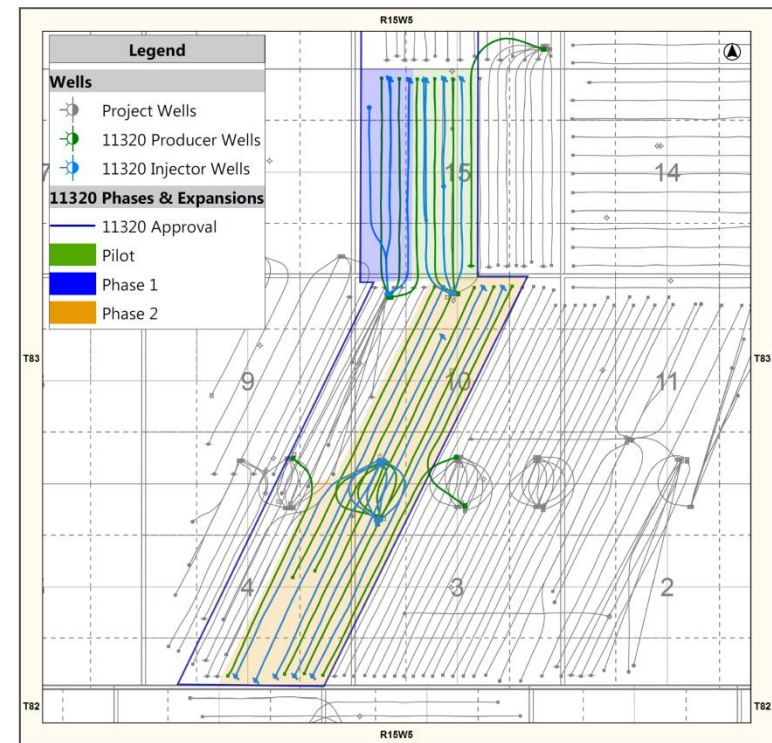 R15W5
Legend
Wells
Project Wells
11320 Producer Wells
11320 Injector Wells
11320 Phases & Expansions
11320 Approval
Pilot
Phase 1
Phase 2
15
14
9
10
11
T83
T83
4
3
2
T82
T82
R15W5